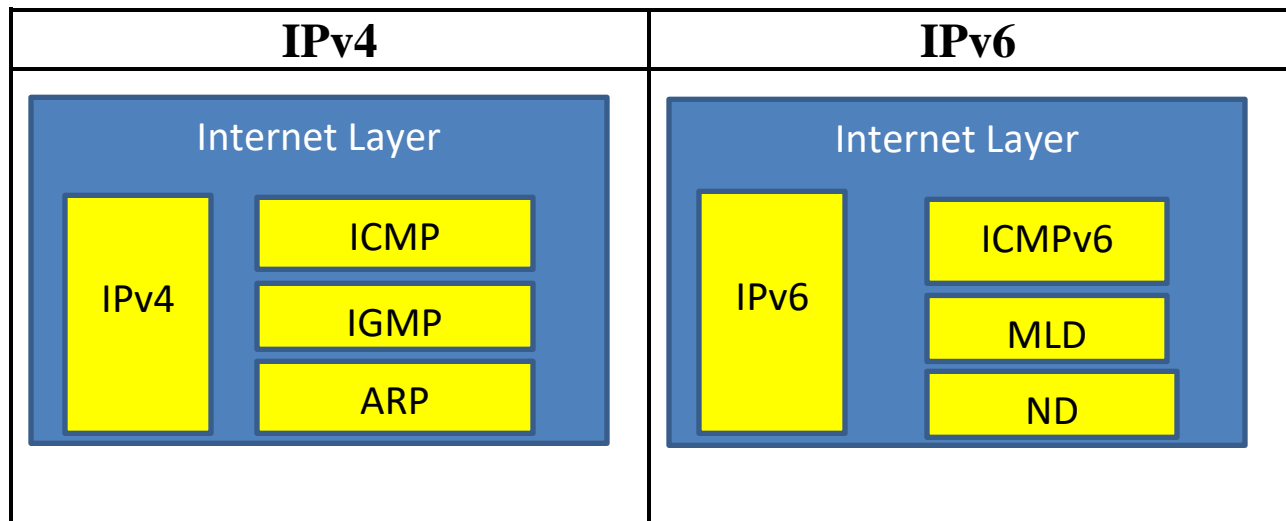 IPv4
IPv6
Internet Layer
IPv4
ICMP
IGMP
ARP
Internet Layer
IPv6
ICMPv6
MLD
ND